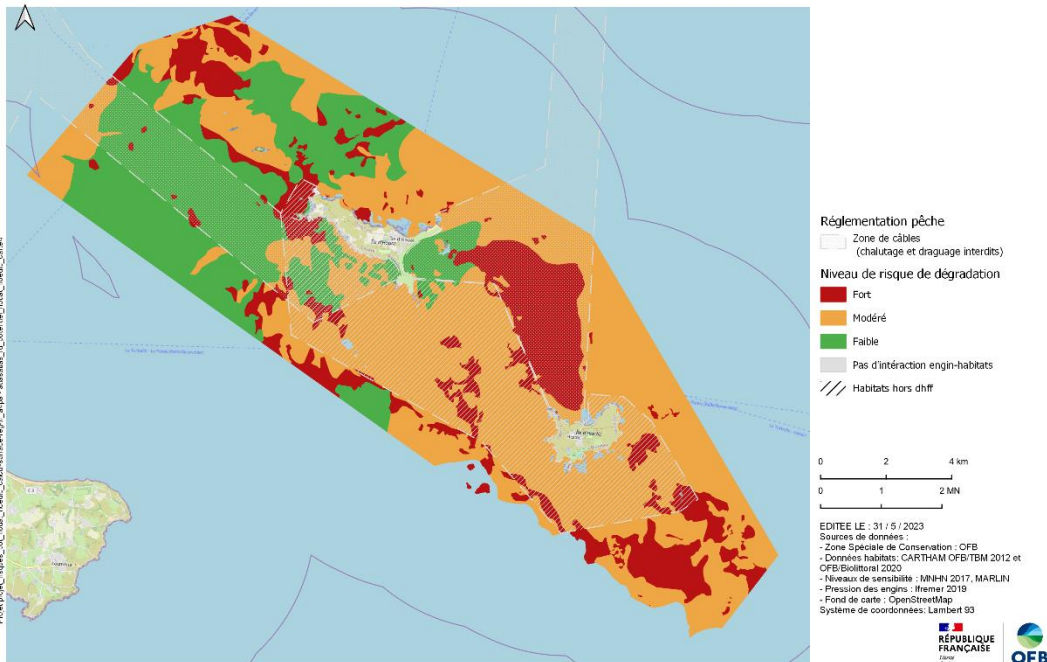 Réglementation pêche
Zone de câbles
(chalutage et draguage interdits)
Niveau de risque de dégradation
Fort
Modéré
Faible
Pas d'intéraction engin-habitats
Habitats hors dhff
0 2 4 km
0 1 2 MN
EDITEE LE : 31 / 5 / 2023
Sources de données :
- Zone Spéciale de Conservation : OFB
- Données habitats: CARTHAM OFB/TBM 2012 et
OFB/Biolittoral 2020
- Niveaux de sensibilité : MNHN 2017, MARLIN
- Pression des engins : Ifremer 2019
- Fond de carte : OpenStreetMap
Système de coordonnées: Lambert 93
RÉPUBLIQUE
FRANÇAISE
OFB